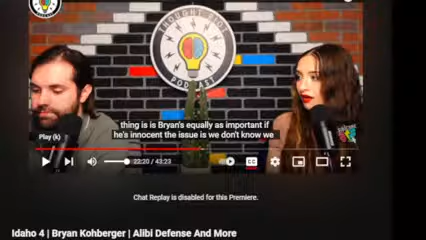 THOUGHT RIOT
PODCAST
thing is is Bryan's equally as important if
he's innocent the issue is we don't know we
Play (k)
22:20 / 43:23
CC
Chat Replay is disabled for this Premiere.
Idaho 4 | Bryan Kohberger | Alibi Defense And More